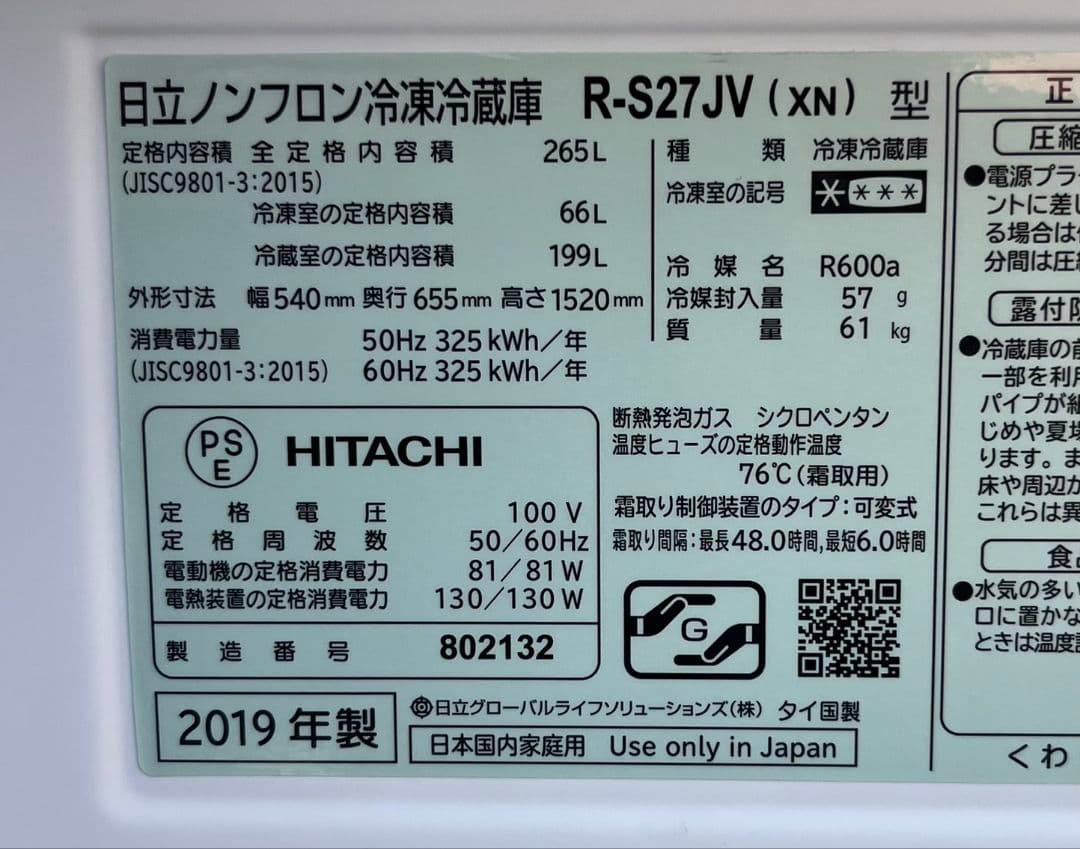 日立ノンフロン冷凍冷蔵庫 R-S27JV(XN) 型
定格内容積 全定格内容積 265L
(JISC9801-3:2015)
冷凍室の定格内容積 66L
冷蔵室の定格内容積 199L
外形寸法 幅540mm 奥行655mm 高さ1520mm
消費電力量 50Hz 325kWh/年
(JISC9801-3:2015) 60Hz 325kWh/年
種類 冷凍冷蔵庫
冷凍室の記号 ****
冷媒名 R600a
冷媒封入量 57 g
質量 61 kg
PS
E
HITACHI
定格電圧 100 V
定格周波数 50/60Hz
電動機の定格消費電力 81/81W
電熱装置の定格消費電力 130/130W
製造番号 802132
断熱発泡ガス シクロペンタン
温度ヒューズの定格動作温度
76℃(霜取用)
霜取り制御装置のタイプ:可変式
霜取り間隔:最長48.0時間,最短6.0時間
G
2019年製
日立グローバルライフソリューションズ(株) タイ国製
日本国内家庭用 Use only in Japan
正
圧縮
●電源プラ
ントに差し
る場合は
分間は圧
露付
●冷蔵庫の前
一部を利用
パイプが
じめや夏場
ります。ま
床や周辺が
これらは異
食
●水気の多い
口に置かな
ときは温度
くわ